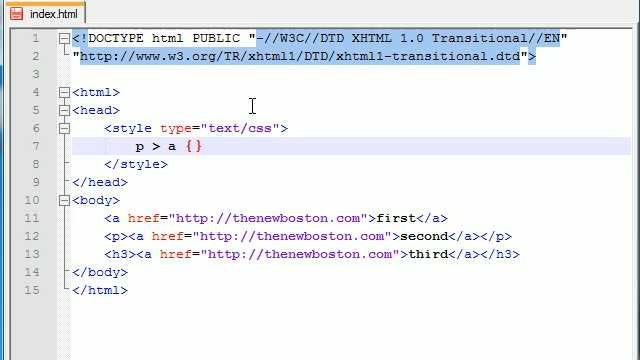 index.html
1 <!DOCTYPE html PUBLIC "-//W3C//DTD XHTML 1.0 Transitional//EN"
2 "http://www.w3.org/TR/xhtml1/DTD/xhtml1-transitional.dtd">
3
4 <html>
5 <head>
6 <style type="text/css">
7 p > a {}
8 </style>
9 </head>
10 <body>
11 <a href="http://thenewboston.com">first</a>
12 <p><a href="http://thenewboston.com">second</a></p>
13 <h3><a href="http://thenewboston.com">third</a></h3>
14 </body>
15 </html>